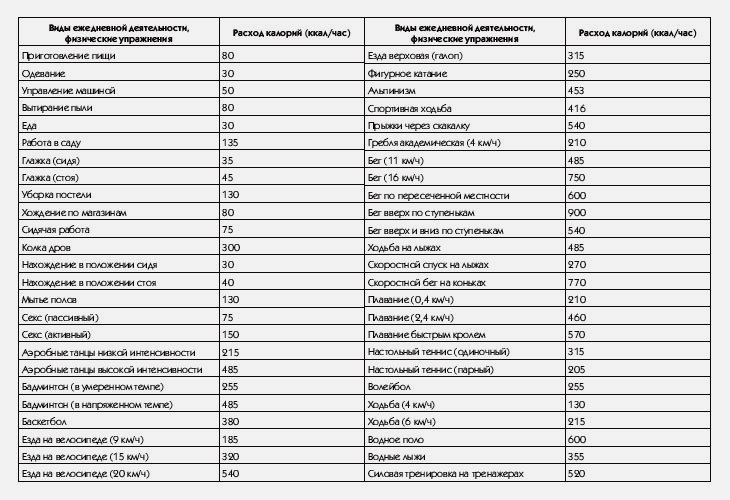 Виды ежедневной деятельности, физические упражнения | Расход калорий (ккал/час) | Виды ежедневной деятельности, физические упражнения | Расход калорий (ккал/час)
Приготовление пищи | 80 | Езда верховая (галоп) | 315
Одевание | 30 | Фигурное катание | 250
Управление машиной | 50 | Альпинизм | 453
Вытирание пыли | 80 | Спортивная ходьба | 416
Еда | 30 | Прыжки через скакалку | 540
Работа в саду | 135 | Гребля академическая (4 км/ч) | 210
Глажка (сидя) | 35 | Бег (11 км/ч) | 485
Глажка (стоя) | 45 | Бег (16 км/ч) | 750
Уборка постели | 130 | Бег по пересеченной местности | 600
Хождение по магазинам | 80 | Бег вверх по ступенькам | 900
Сидячая работа | 75 | Бег вверх и вниз по ступенькам | 540
Колка дров | 300 | Ходьба на лыжах | 485
Нахождение в положении сидя | 30 | Скоростной спуск на лыжах | 270
Нахождение в положении стоя | 40 | Скоростной бег на коньках | 770
Мытье полов | 130 | Плавание (0,4 км/ч) | 210
Секс (пассивный) | 75 | Плавание (2,4 км/ч) | 460
Секс (активный) | 150 | Плавание быстрым кролем | 570
Аэробные танцы низкой интенсивности | 215 | Настольный теннис (одиночный) | 315
Аэробные танцы высокой интенсивности | 485 | Настольный теннис (парный) | 205
Бадминтон (в умеренном темпе) | 255 | Волейбол | 255
Бадминтон (в напряженном темпе) | 485 | Ходьба (4 км/ч) | 130
Баскетбол | 380 | Ходьба (6 км/ч) | 215
Езда на велосипеде (9 км/ч) | 185 | Водное поло | 600
Езда на велосипеде (15 км/ч) | 320 | Водные лыжи | 355
Езда на велосипеде (20 км/ч) | 540 | Силовая тренировка на тренажерах | 520